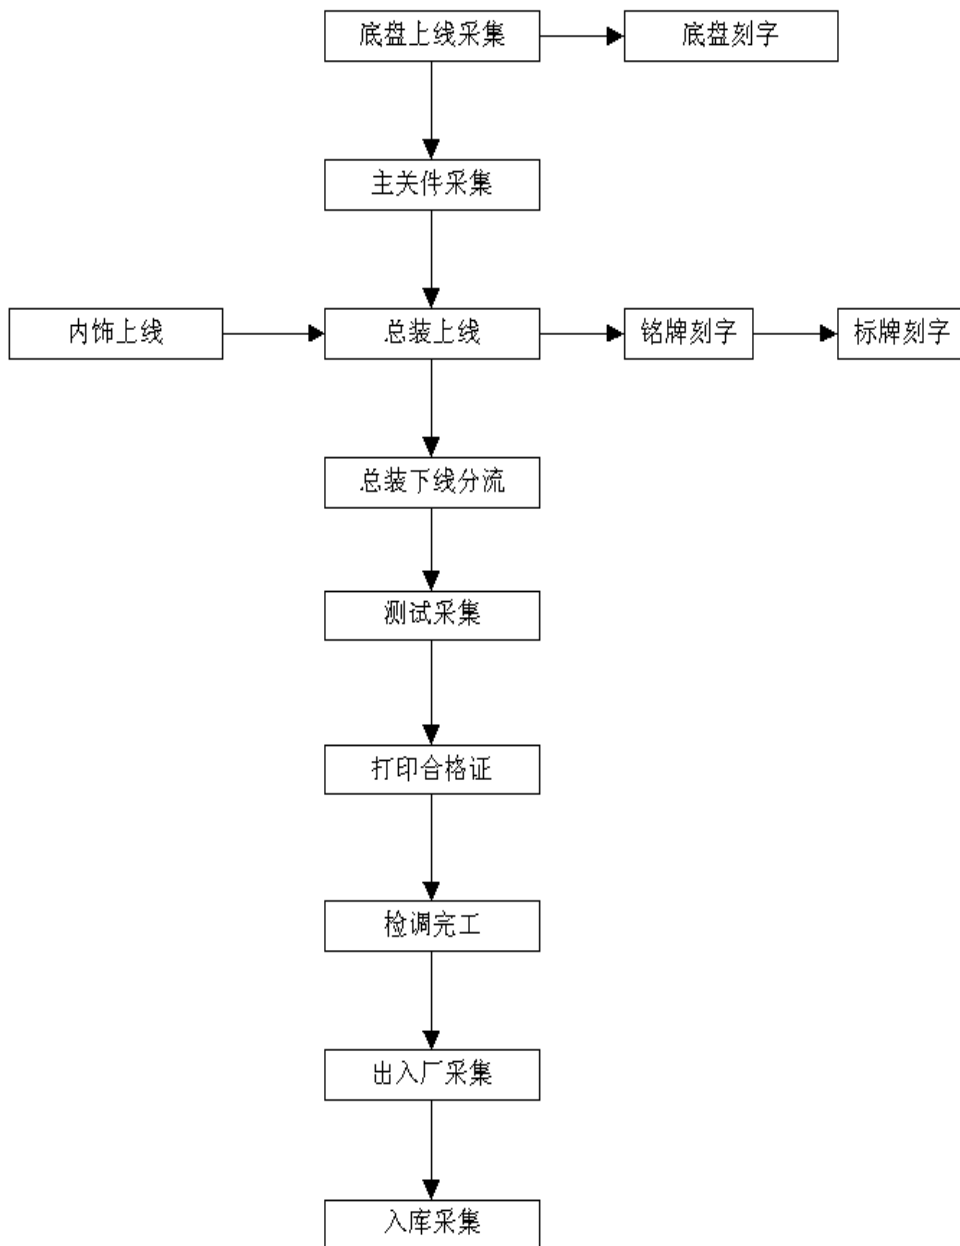 底盘上线采集
底盘刻字
主关件采集
内饰上线
总装上线
铭牌刻字
标牌刻字
总装下线分流
测试采集
打印合格证
检调完工
出入厂采集
入库采集